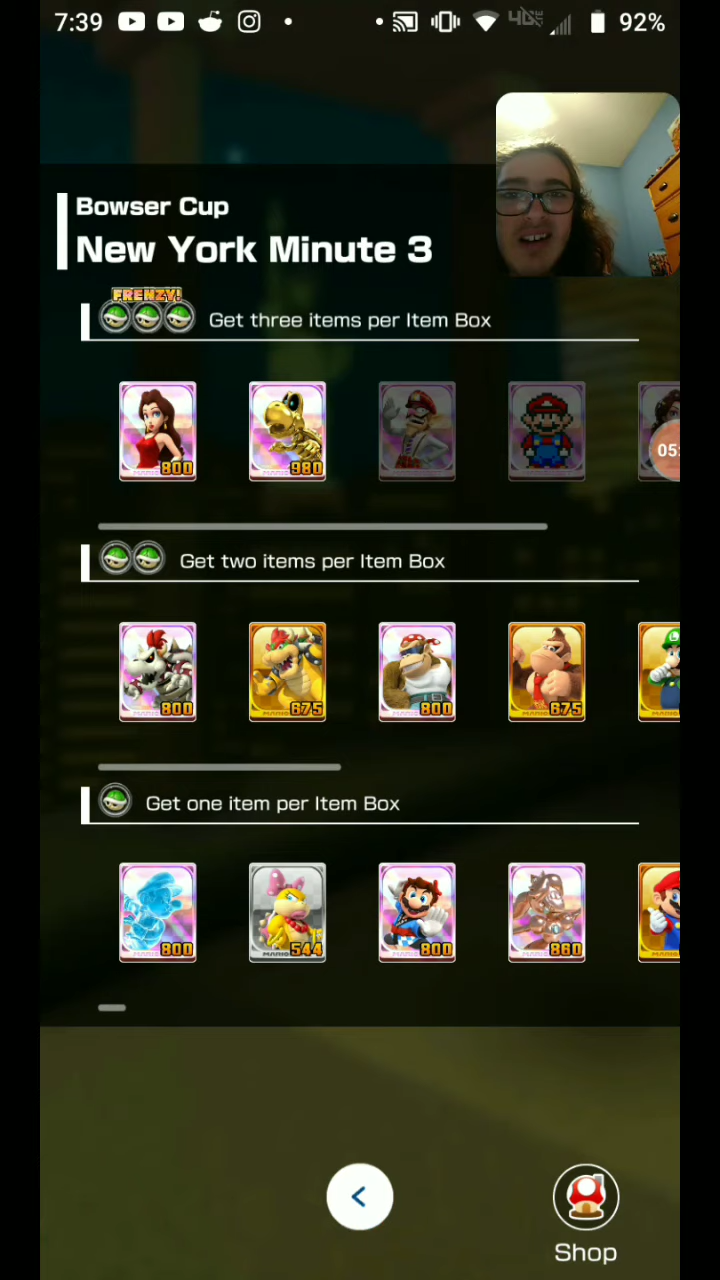 7:39
92%
Bowser Cup
New York Minute 3
FRENZY!
Get three items per Item Box
800
980
05:
Get two items per Item Box
800
675
800
675
Get one item per Item Box
800
544
800
860
Shop